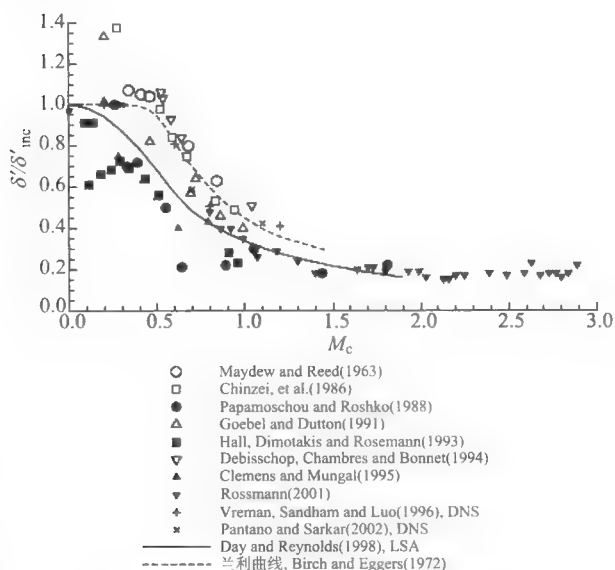 δ′/δ′inc
1.4
1.2
1.0
0.8
0.6
0.4
0.2
0.0
0.0 0.5 1.0 1.5 2.0 2.5 3.0
Mc
Maydew and Reed(1963)
Chinzei, et al.(1986)
Papamoschou and Roshko(1988)
Goebel and Dutton(1991)
Hall, Dimotakis and Rosemann(1993)
Debisschop, Chambres and Bonnet(1994)
Clemens and Mungal(1995)
Rossmann(2001)
Vreman, Sandham and Luo(1996), DNS
Pantano and Sarkar(2002), DNS
Day and Reynolds(1998), LSA
兰利曲线, Birch and Eggers(1972)